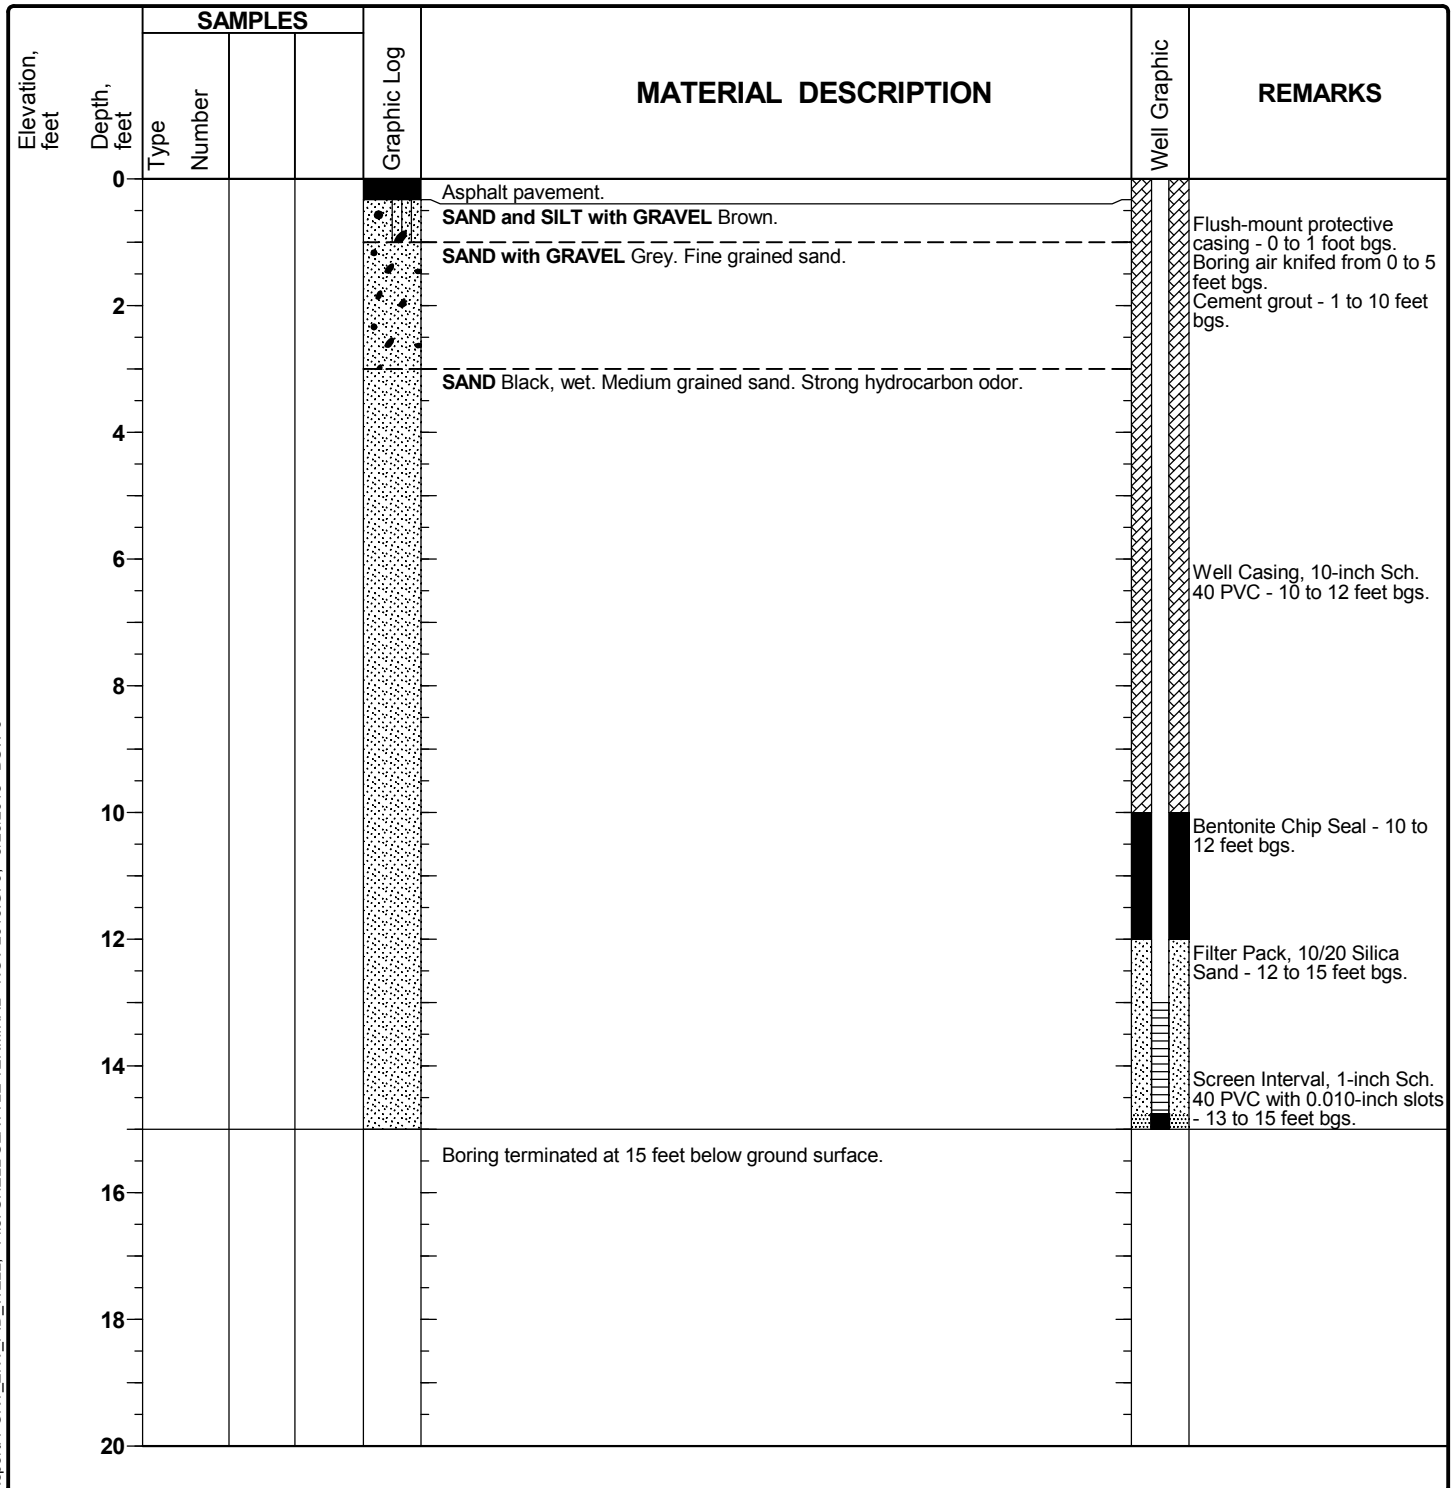 SAMPLES
Elevation,
feet
Depth,
feet
Type
Number
Graphic Log
MATERIAL DESCRIPTION
Well Graphic
REMARKS
0
Asphalt pavement.
SAND and SILT with GRAVEL Brown.
Flush-mount protective
casing - 0 to 1 foot bgs.
SAND with GRAVEL Grey. Fine grained sand.
Boring air knifed from 0 to 5
feet bgs.
2
Cement grout - 1 to 10 feet
bgs.
SAND Black, wet. Medium grained sand. Strong hydrocarbon odor.
4
6
Well Casing, 10-inch Sch.
40 PVC - 10 to 12 feet bgs.
8
10
Bentonite Chip Seal - 10 to
12 feet bgs.
12
Filter Pack, 10/20 Silica
Sand - 12 to 15 feet bgs.
14
Screen Interval, 1-inch Sch.
40 PVC with 0.010-inch slots
- 13 to 15 feet bgs.
Boring terminated at 15 feet below ground surface.
16
18
20